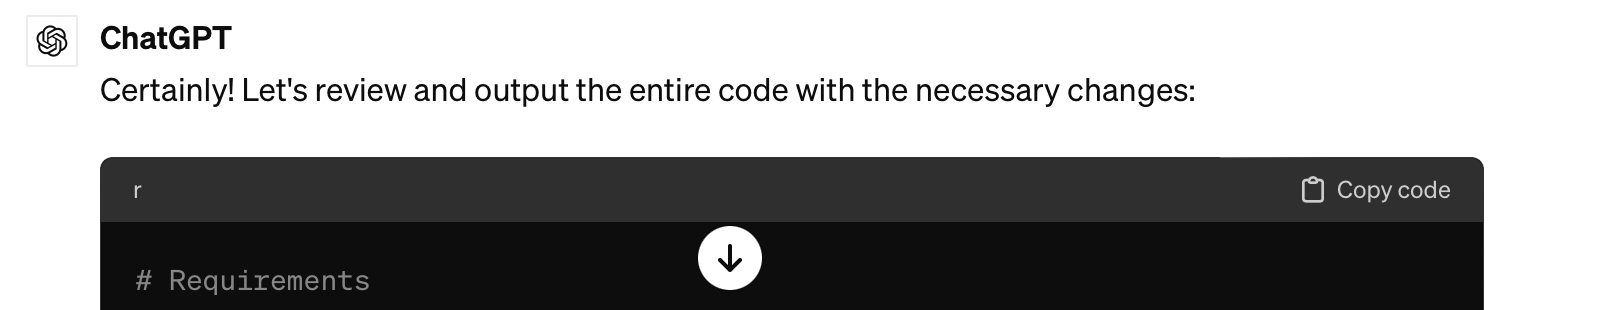 ChatGPT
Certainly! Let's review and output the entire code with the necessary changes:
r Copy code
# Requirements